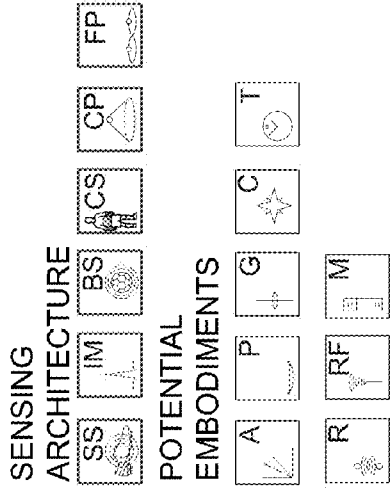 SENSING
ARCHITECTURE
SS IM BS CS CP FP
POTENTIAL
EMBODIMENTS
A P G C T
R RF M